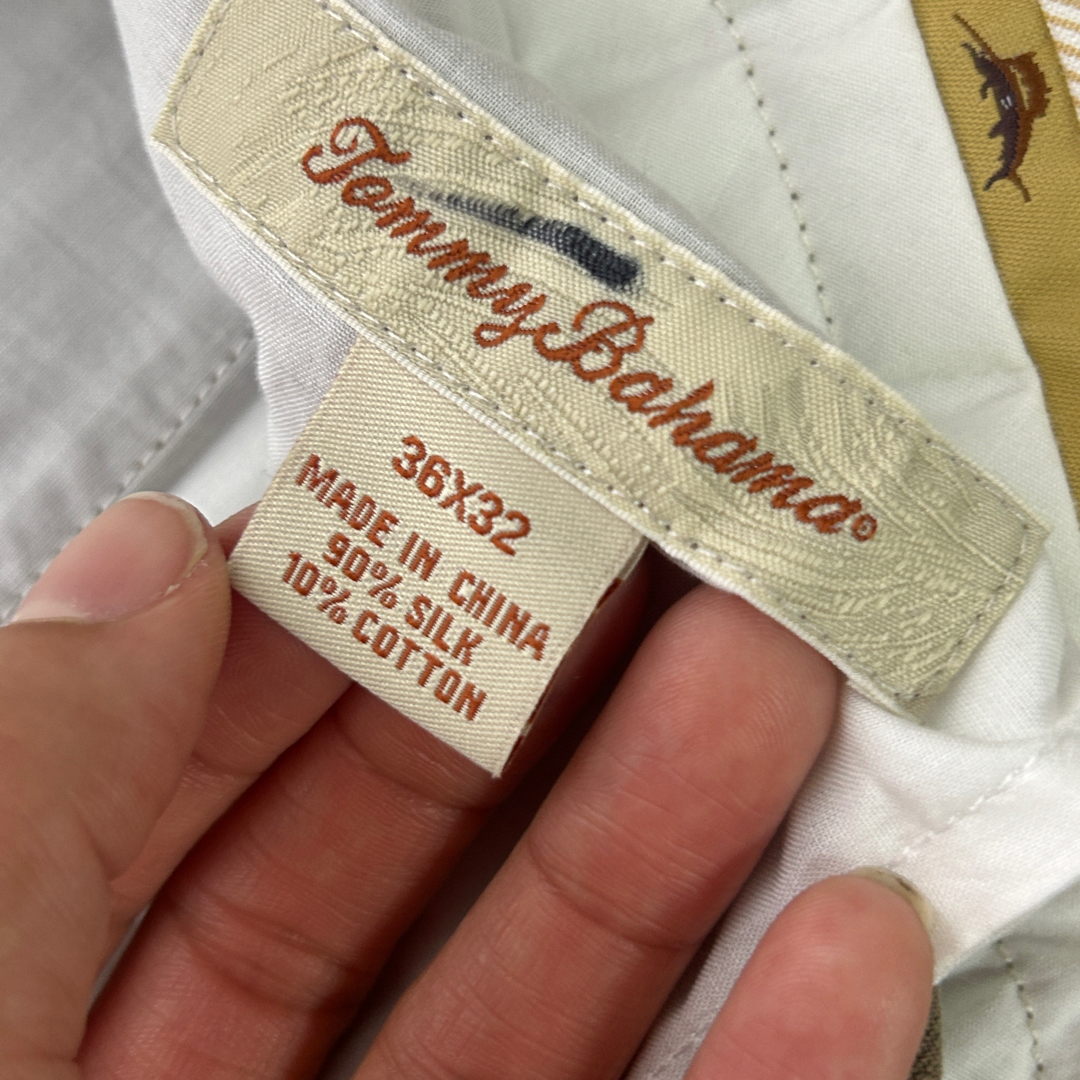 Tommy Bahama®
36X32
MADE IN CHINA
90% SILK
10% COTTON